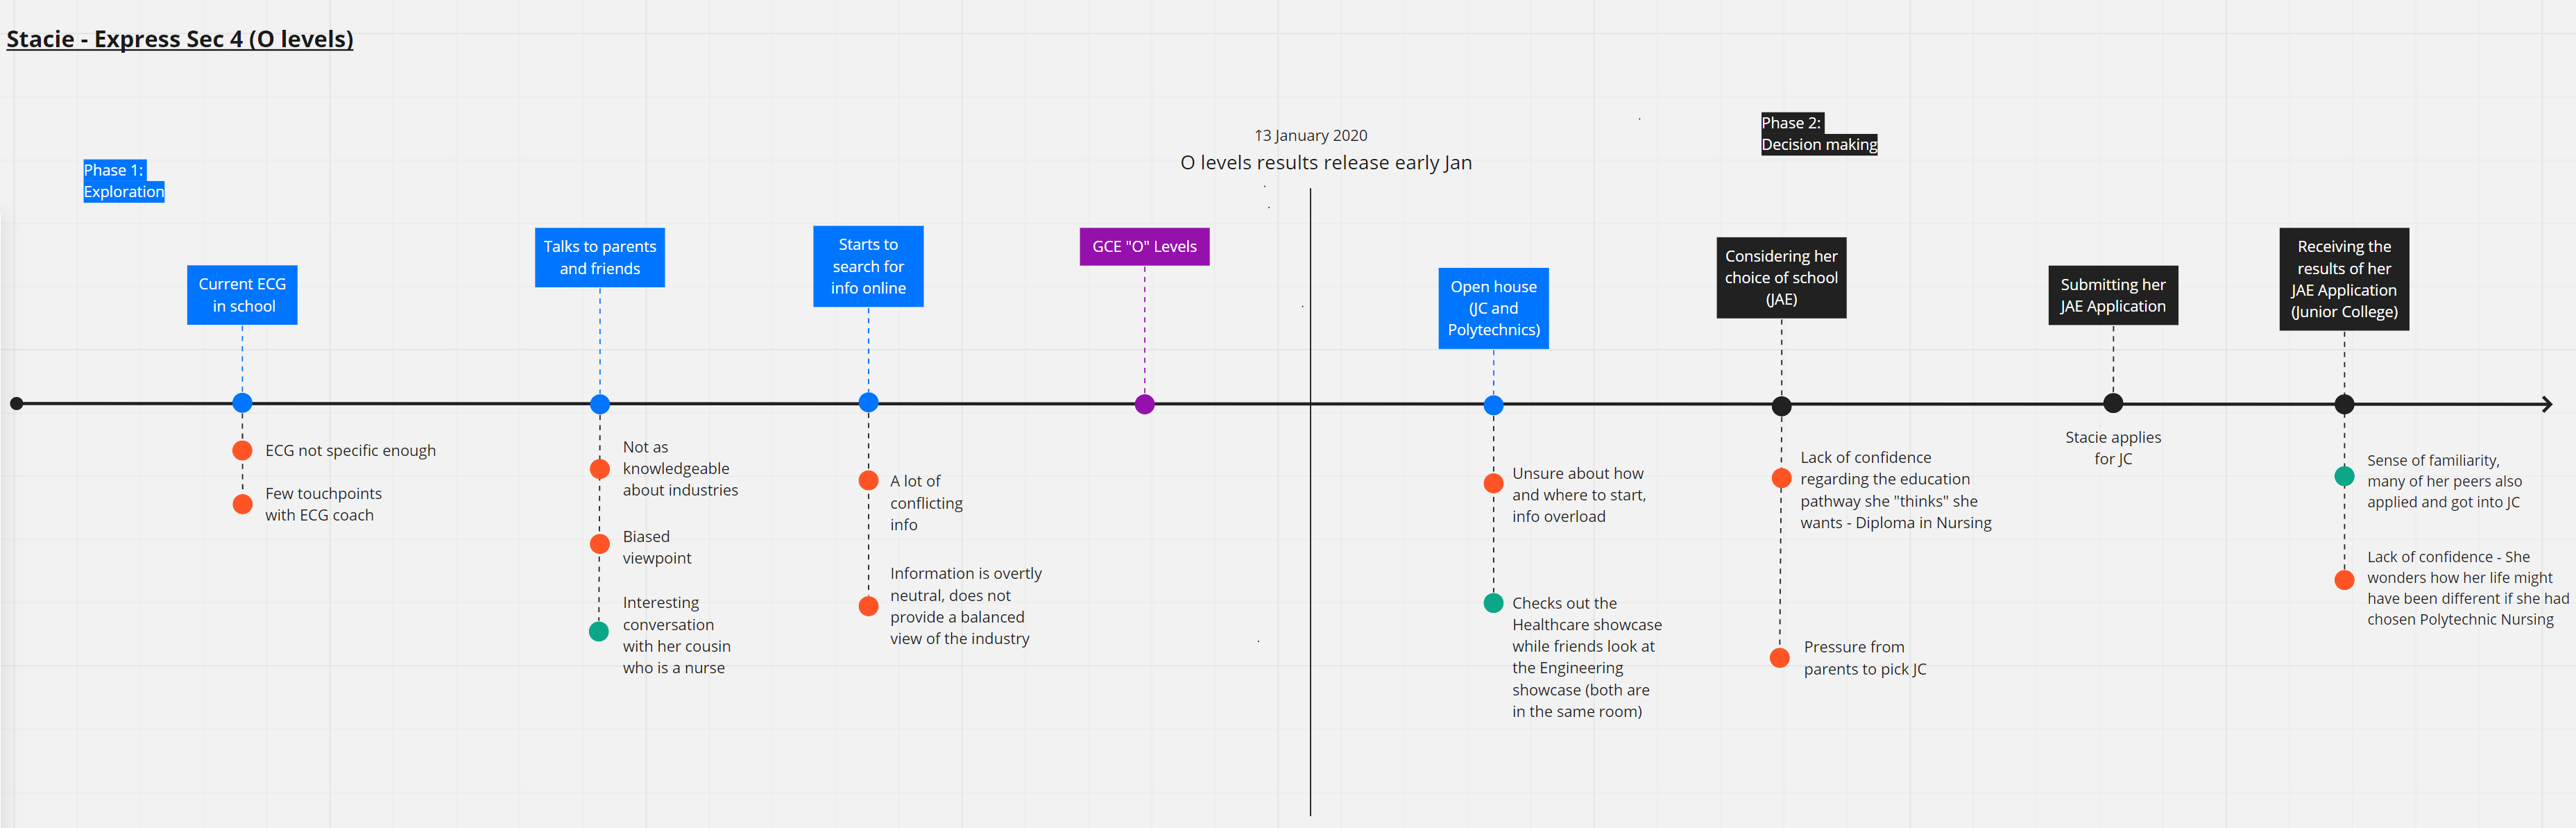 Stacie - Express Sec 4 (O levels)
13 January 2020
O levels results release early Jan
Phase 1:
Exploration
Phase 2:
Decision making
Current ECG
in school
Talks to parents
and friends
Starts to
search for
info online
GCE "O" Levels
Open house
(JC and
Polytechnics)
Considering her
choice of school
(JAE)
Submitting her
JAE Application
Receiving the
results of her
JAE Application
(Junior College)
ECG not specific enough
Few touchpoints
with ECG coach
Not as
knowledgeable
about industries
Biased
viewpoint
Interesting
conversation
with her cousin
who is a nurse
A lot of
conflicting
info
Information is overtly
neutral, does not
provide a balanced
view of the industry
Unsure about how
and where to start,
info overload
Checks out the
Healthcare showcase
while friends look at
the Engineering
showcase (both are
in the same room)
Lack of confidence
regarding the education
pathway she "thinks" she
wants - Diploma in Nursing
Pressure from
parents to pick JC
Stacie applies
for JC
Sense of familiarity,
many of her peers also
applied and got into JC
Lack of confidence - She
wonders how her life might
have been different if she had
chosen Polytechnic Nursing